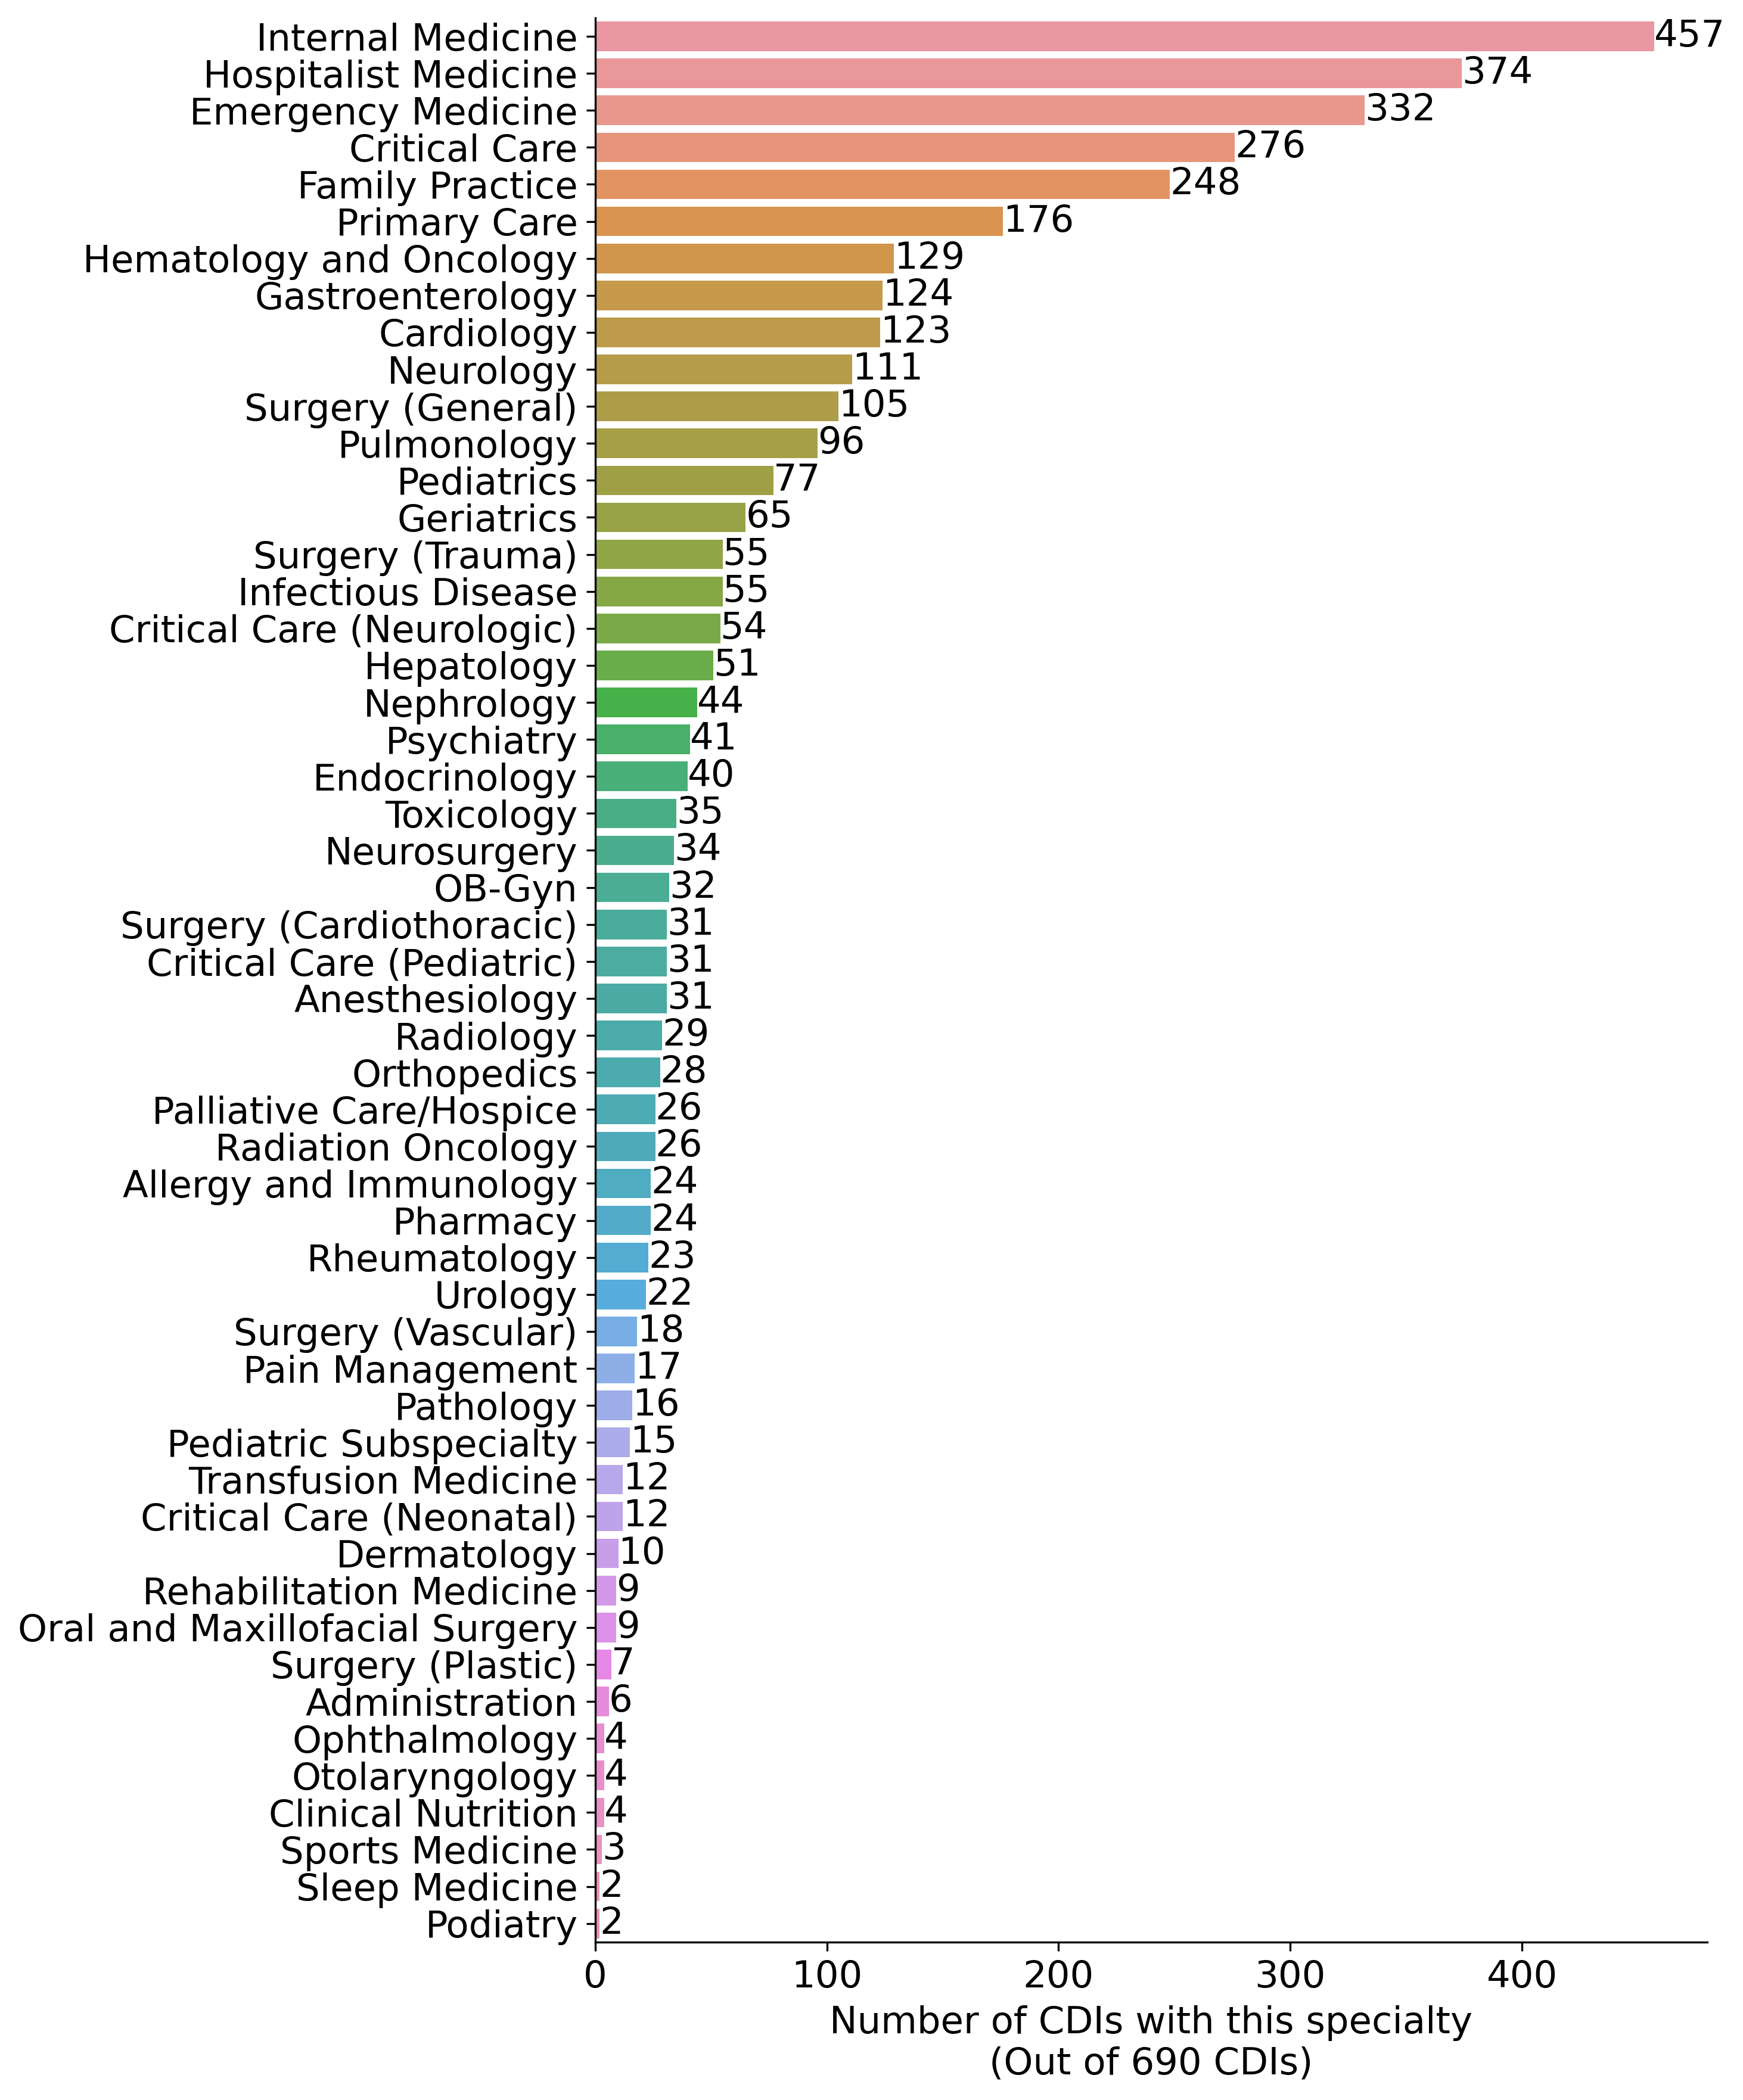 Internal Medicine 457
Hospitalist Medicine 374
Emergency Medicine 332
Critical Care 276
Family Practice 248
Primary Care 176
Hematology and Oncology 129
Gastroenterology 124
Cardiology 123
Neurology 111
Surgery (General) 105
Pulmonology 96
Pediatrics 77
Geriatrics 65
Surgery (Trauma) 55
Infectious Disease 55
Critical Care (Neurologic) 54
Hepatology 51
Nephrology 44
Psychiatry 41
Endocrinology 40
Toxicology 35
Neurosurgery 34
OB-Gyn 32
Surgery (Cardiothoracic) 31
Critical Care (Pediatric) 31
Anesthesiology 31
Radiology 29
Orthopedics 28
Palliative Care/Hospice 26
Radiation Oncology 26
Allergy and Immunology 24
Pharmacy 24
Rheumatology 23
Urology 22
Surgery (Vascular) 18
Pain Management 17
Pathology 16
Pediatric Subspecialty 15
Transfusion Medicine 12
Critical Care (Neonatal) 12
Dermatology 10
Rehabilitation Medicine 9
Oral and Maxillofacial Surgery 9
Surgery (Plastic) 7
Administration 6
Ophthalmology 4
Otolaryngology 4
Clinical Nutrition 4
Sports Medicine 3
Sleep Medicine 2
Podiatry 2
0 100 200 300 400
Number of CDIs with this specialty
(Out of 690 CDIs)